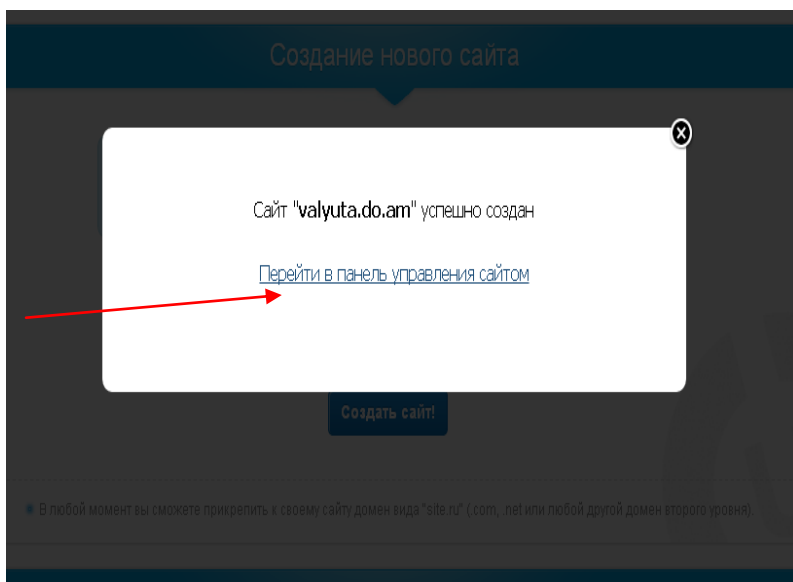 Создание нового сайта
Сайт "valyuta.do.am" успешно создан
Перейти в панель управления сайтом
Создать сайт!
В любой момент вы сможете прикрепить к своему сайту домен вида "site.ru" (.com, .net или любой другой домен второго уровня).